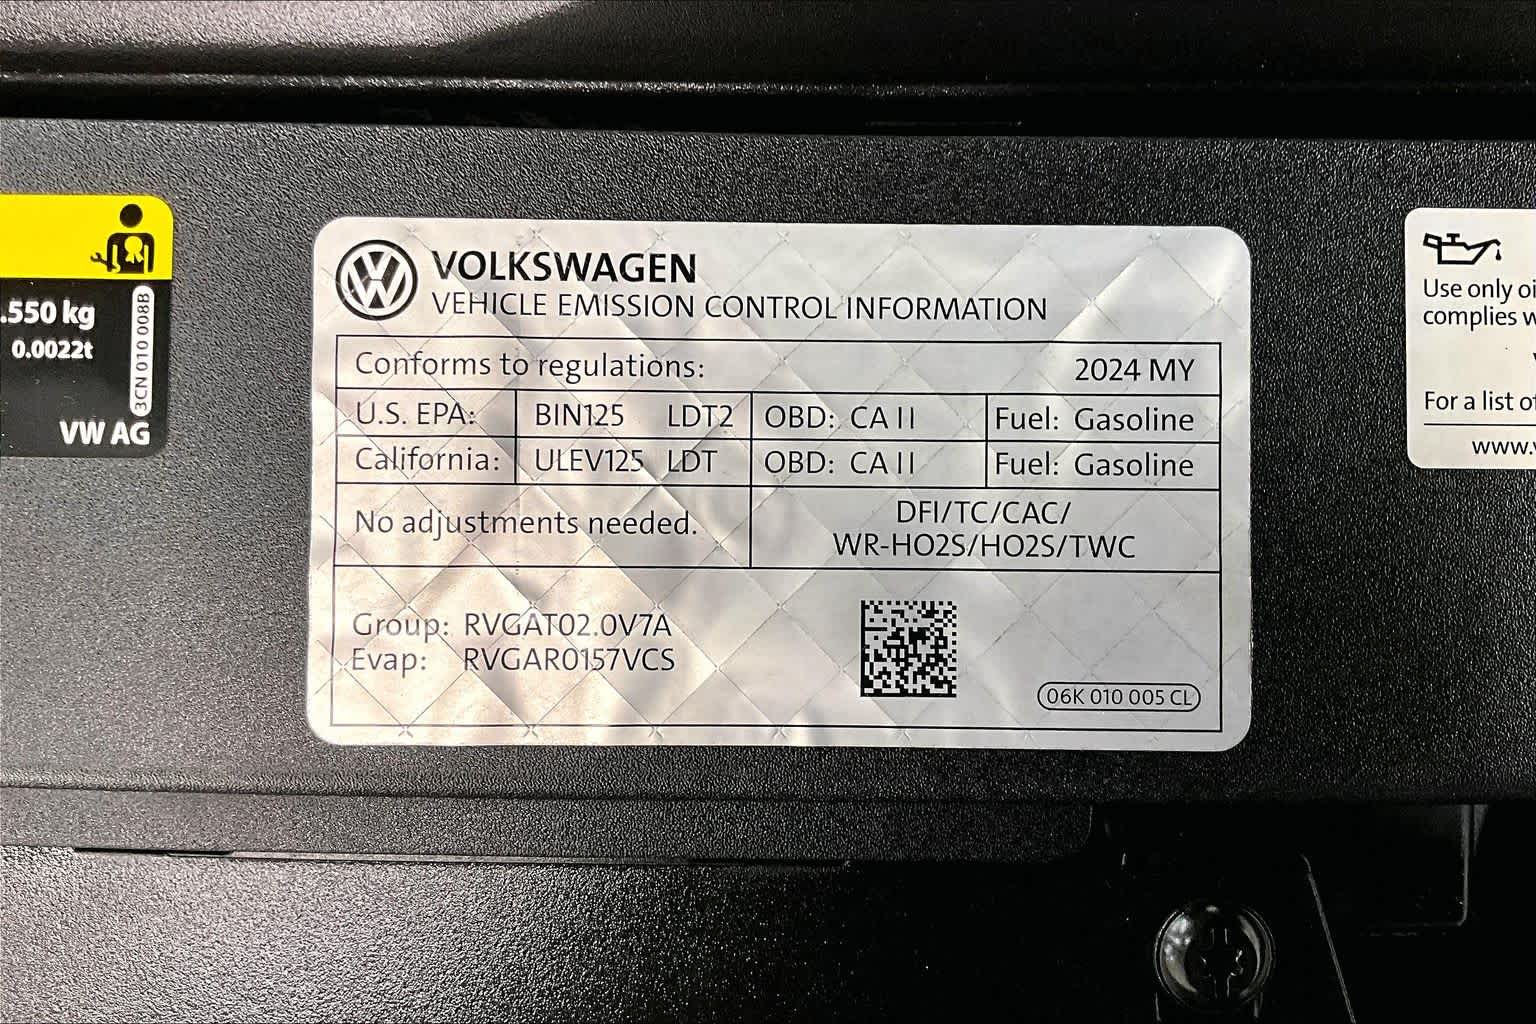 .550 kg
0.0022t
3CN 010 008B
VW AG
VOLKSWAGEN
VEHICLE EMISSION CONTROL INFORMATION
Conforms to regulations: 2024 MY
U.S. EPA: BIN125 LDT2 OBD: CA II Fuel: Gasoline
California: ULEV125 LDT OBD: CA II Fuel: Gasoline
No adjustments needed.
DFI/TC/CAC/
WR-HO2S/HO2S/TWC
Group: RVGAT02.0V7A
Evap: RVGAR0157VCS
06K 010 005 CL
Use only oi
complies w
For a list of
www.